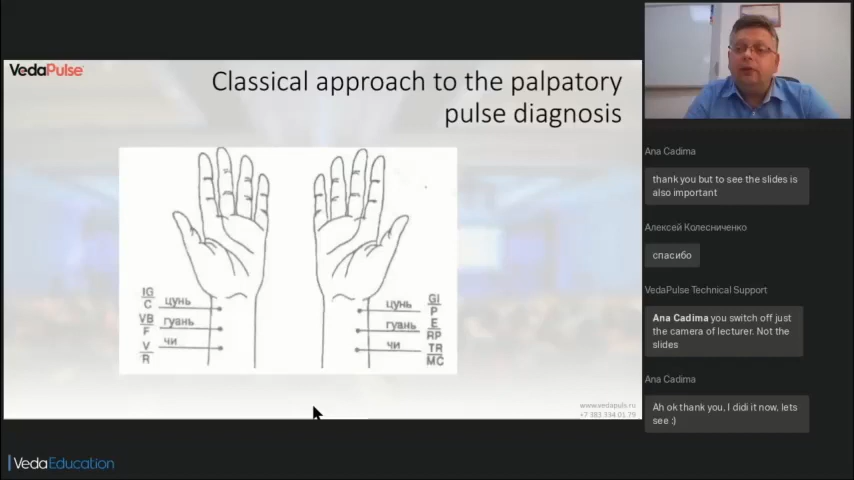 VedaPulse
Classical approach to the palpatory
pulse diagnosis
IG
C
цунь
VB
F
гуань
V
R
чи
GI
P
цунь
E
RP
гуань
TR
MC
чи
www.vedapuls.ru
+7 383.334.01.79
VedaEducation
Ana Cadima
thank you but to see the slides is
also important
Алексей Колесниченко
спасибо
VedaPulse Technical Support
Ana Cadima you switch off just
the camera of lecturer. Not the
slides
Ana Cadima
Ah ok thank you, I didi it now, lets
see :)